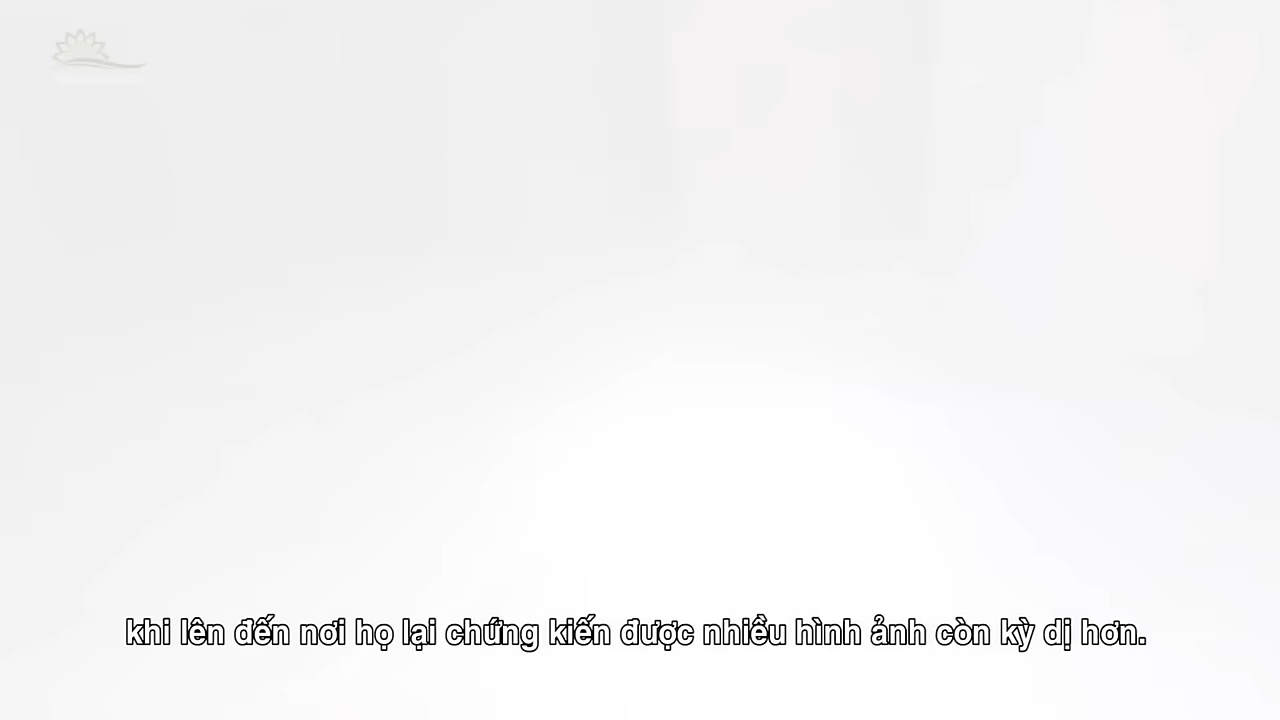 khi lên đến nơi họ lại chứng kiến được nhiều hình ảnh còn kỳ dị hơn.